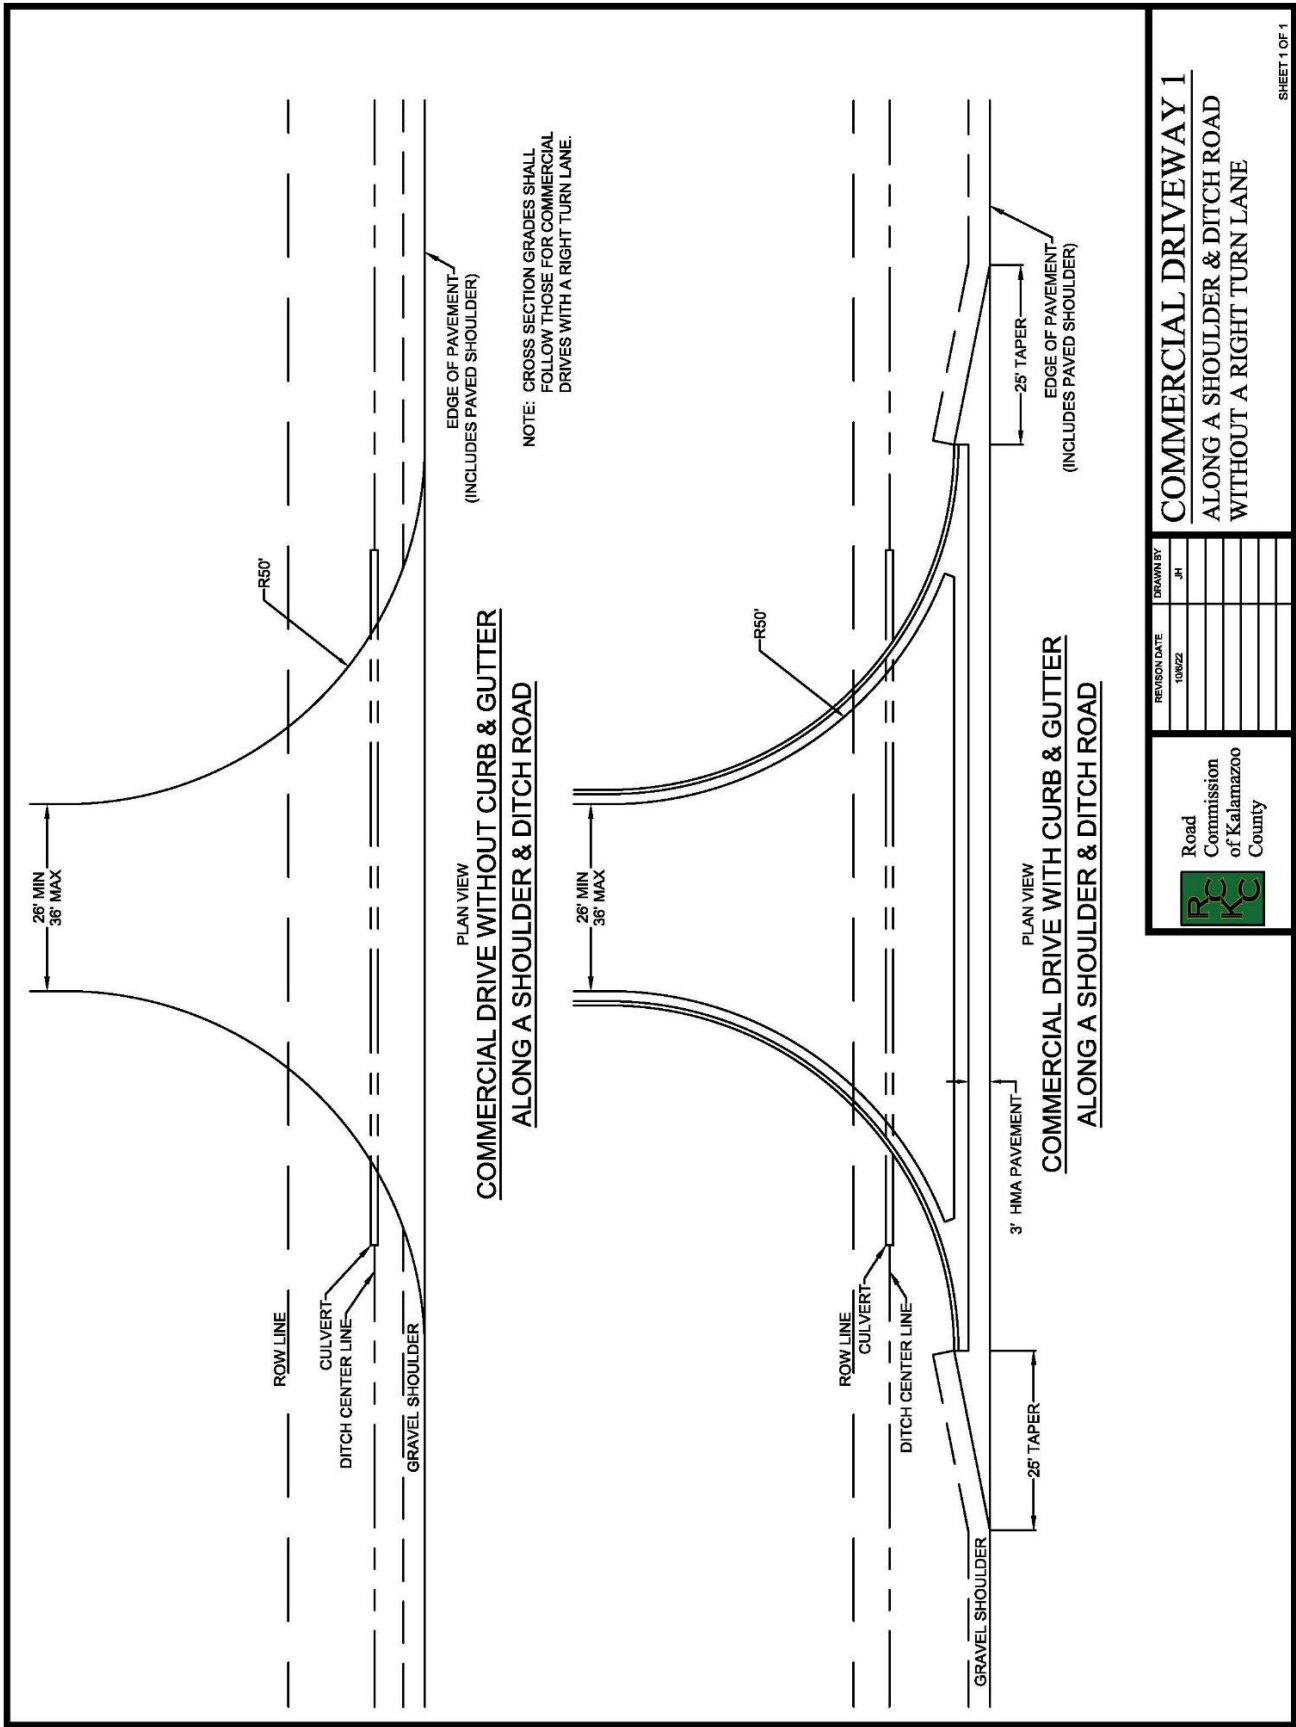 26' MIN
36' MAX
R50'
ROW LINE
CULVERT
DITCH CENTER LINE
GRAVEL SHOULDER
EDGE OF PAVEMENT
(INCLUDES PAVED SHOULDER)
NOTE: CROSS SECTION GRADES SHALL
FOLLOW THOSE FOR COMMERCIAL
DRIVES WITH A RIGHT TURN LANE.
PLAN VIEW
COMMERCIAL DRIVE WITHOUT CURB & GUTTER
ALONG A SHOULDER & DITCH ROAD
26' MIN
36' MAX
R50'
ROW LINE
CULVERT
DITCH CENTER LINE
GRAVEL SHOULDER
25' TAPER
3' HMA PAVEMENT
25' TAPER
EDGE OF PAVEMENT
(INCLUDES PAVED SHOULDER)
PLAN VIEW
COMMERCIAL DRIVE WITH CURB & GUTTER
ALONG A SHOULDER & DITCH ROAD
RC
KC
Road
Commission
of Kalamazoo
County
REVISON DATE
DRAWN BY
10/6/22
JH
COMMERCIAL DRIVEWAY 1
ALONG A SHOULDER & DITCH ROAD
WITHOUT A RIGHT TURN LANE
SHEET 1 OF 1